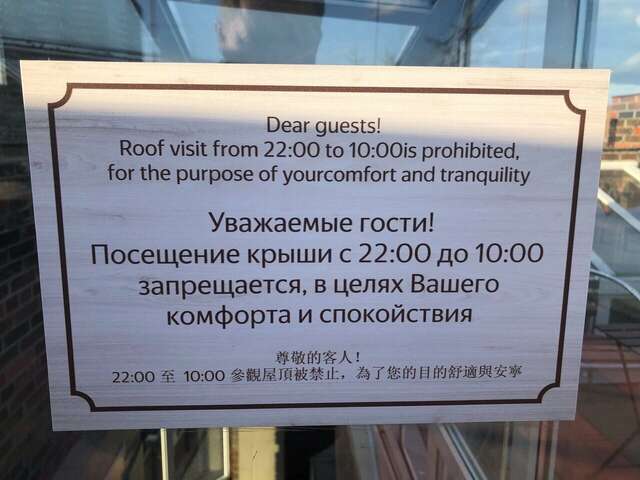 Dear guests!
Roof visit from 22:00 to 10:00is prohibited,
for the purpose of yourcomfort and tranquility
Уважаемые гости!
Посещение крыши с 22:00 до 10:00
запрещается, в целях Вашего
комфорта и спокойствия
尊敬的客人！
22:00 至 10:00 參觀屋頂被禁止，為了您的目的舒適與安寧